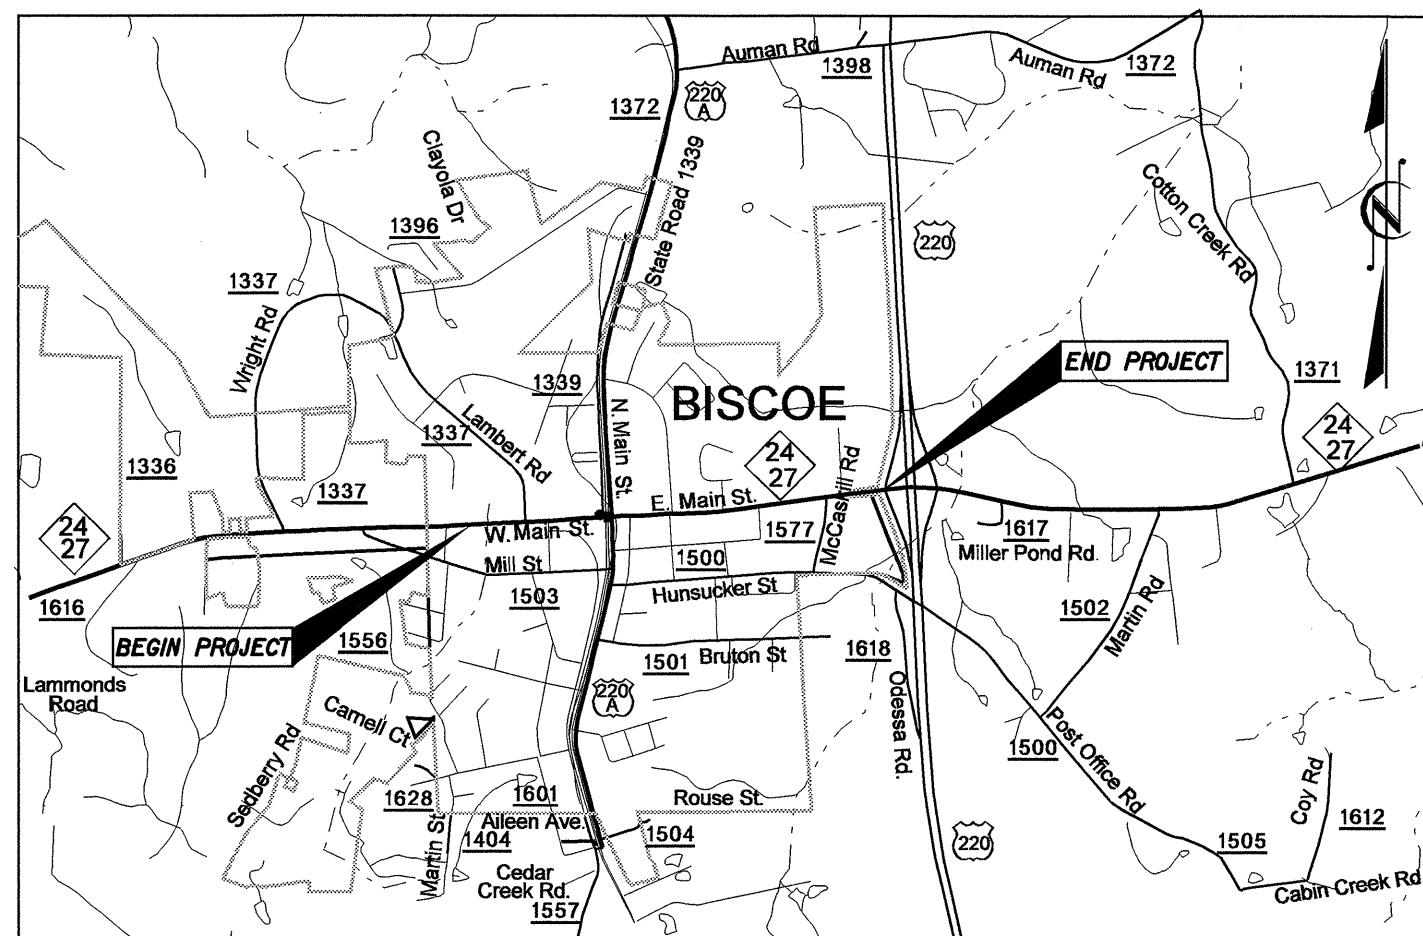 Auman Rd
1398
Auman Rd
1372
220
A
1372
State Road 1339
Clayola Dr
1396
Cotton Creek Rd
220
N
1337
Wright Rd
END PROJECT
1371
1339
BISCOE
N Main St.
Lambert Rd
1337
24
27
24
27
1336
1337
McCaskill Rd
E. Main St.
24
27
W. Main St.
1577
1617
Miller Pond Rd.
Mill St
1500
1503
Hunsucker St
1616
1502
Martin Rd
BEGIN PROJECT
1556
1501
Bruton St
1618
Odessa Rd.
Lammonds
Road
220
A
Camell Ct
Sedberry Rd
Post Office Rd
1500
Coy Rd
1612
1628
1601
Rouse St.
Aileen Ave.
1404
1504
Martin St
220
1505
Cedar
Creek Rd.
1557
Cabin Creek Rd